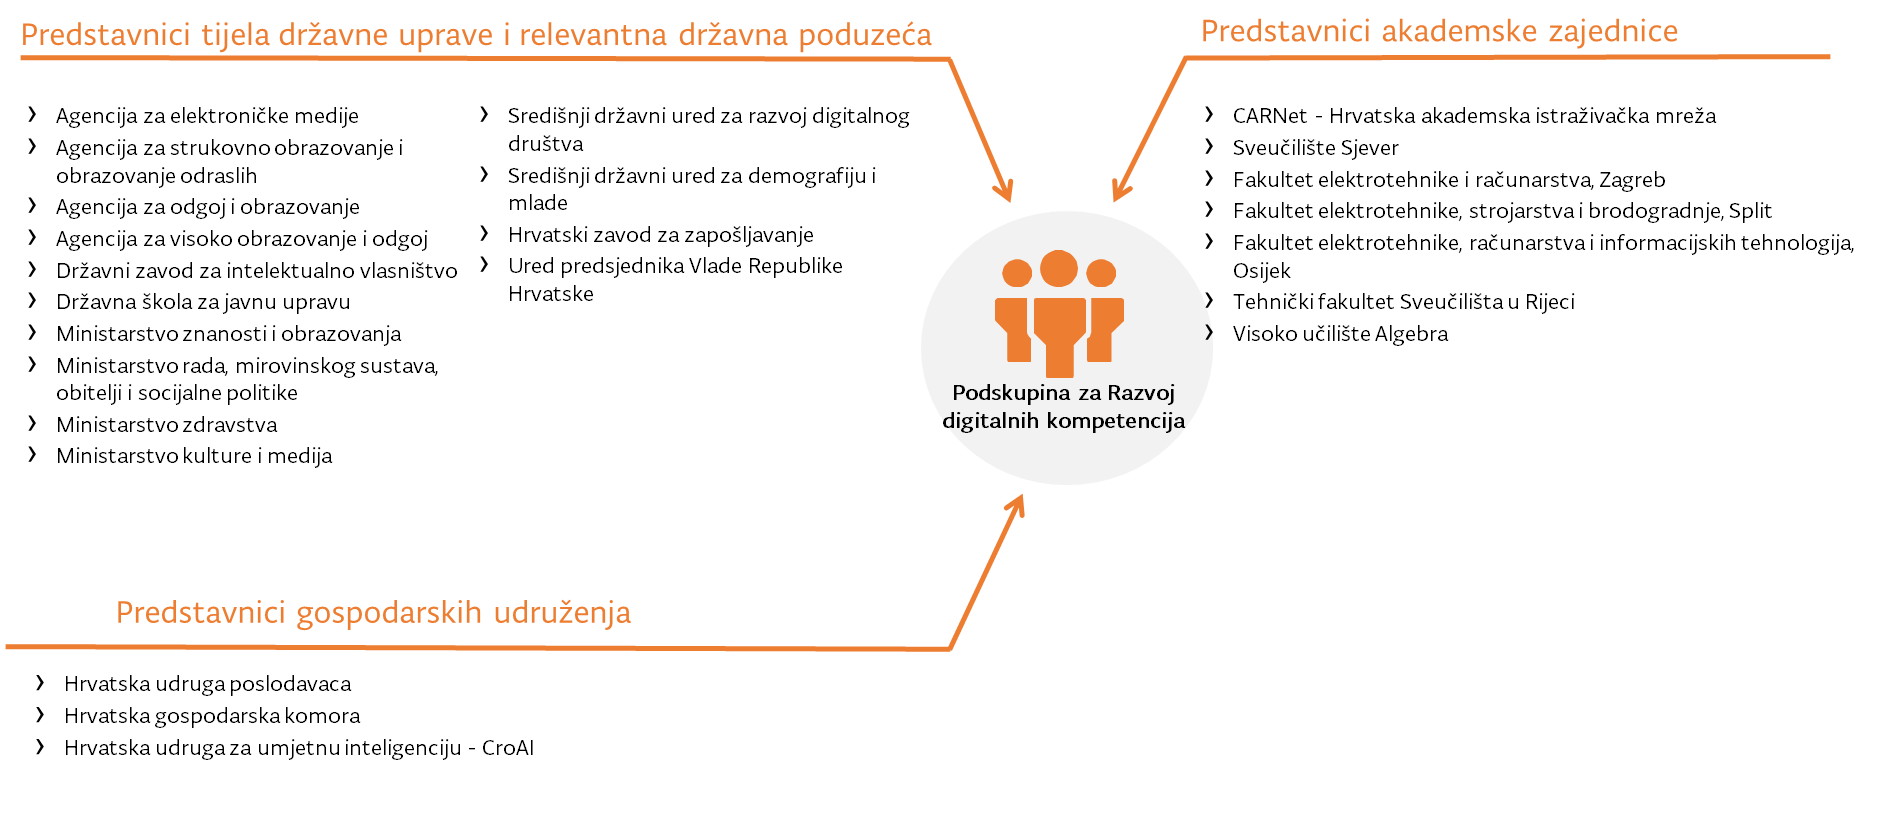 Predstavnici tijela državne uprave i relevantna državna poduzeća
Agencija za elektroničke medije
Agencija za strukovno obrazovanje i
obrazovanje odraslih
Agencija za odgoj i obrazovanje
Agencija za visoko obrazovanje i odgoj
Državni zavod za intelektualno vlasništvo
Državna škola za javnu upravu
Ministarstvo znanosti i obrazovanja
Ministarstvo rada, mirovinskog sustava,
obitelji i socijalne politike
Ministarstvo zdravstva
Ministarstvo kulture i medija
Središnji državni ured za razvoj digitalnog
društva
Središnji državni ured za demografiju i
mlade
Hrvatski zavod za zapošljavanje
Ured predsjednika Vlade Republike
Hrvatske
Predstavnici akademske zajednice
CARNet - Hrvatska akademska istraživačka mreža
Sveučilište Sjever
Fakultet elektrotehnike i računarstva, Zagreb
Fakultet elektrotehnike, strojarstva i brodogradnje, Split
Fakultet elektrotehnike, računarstva i informacijskih tehnologija,
Osijek
Tehnički fakultet Sveučilišta u Rijeci
Visoko učilište Algebra
Podskupina za Razvoj
digitalnih kompetencija
Predstavnici gospodarskih udruženja
Hrvatska udruga poslodavaca
Hrvatska gospodarska komora
Hrvatska udruga za umjetnu inteligenciju - CroAI